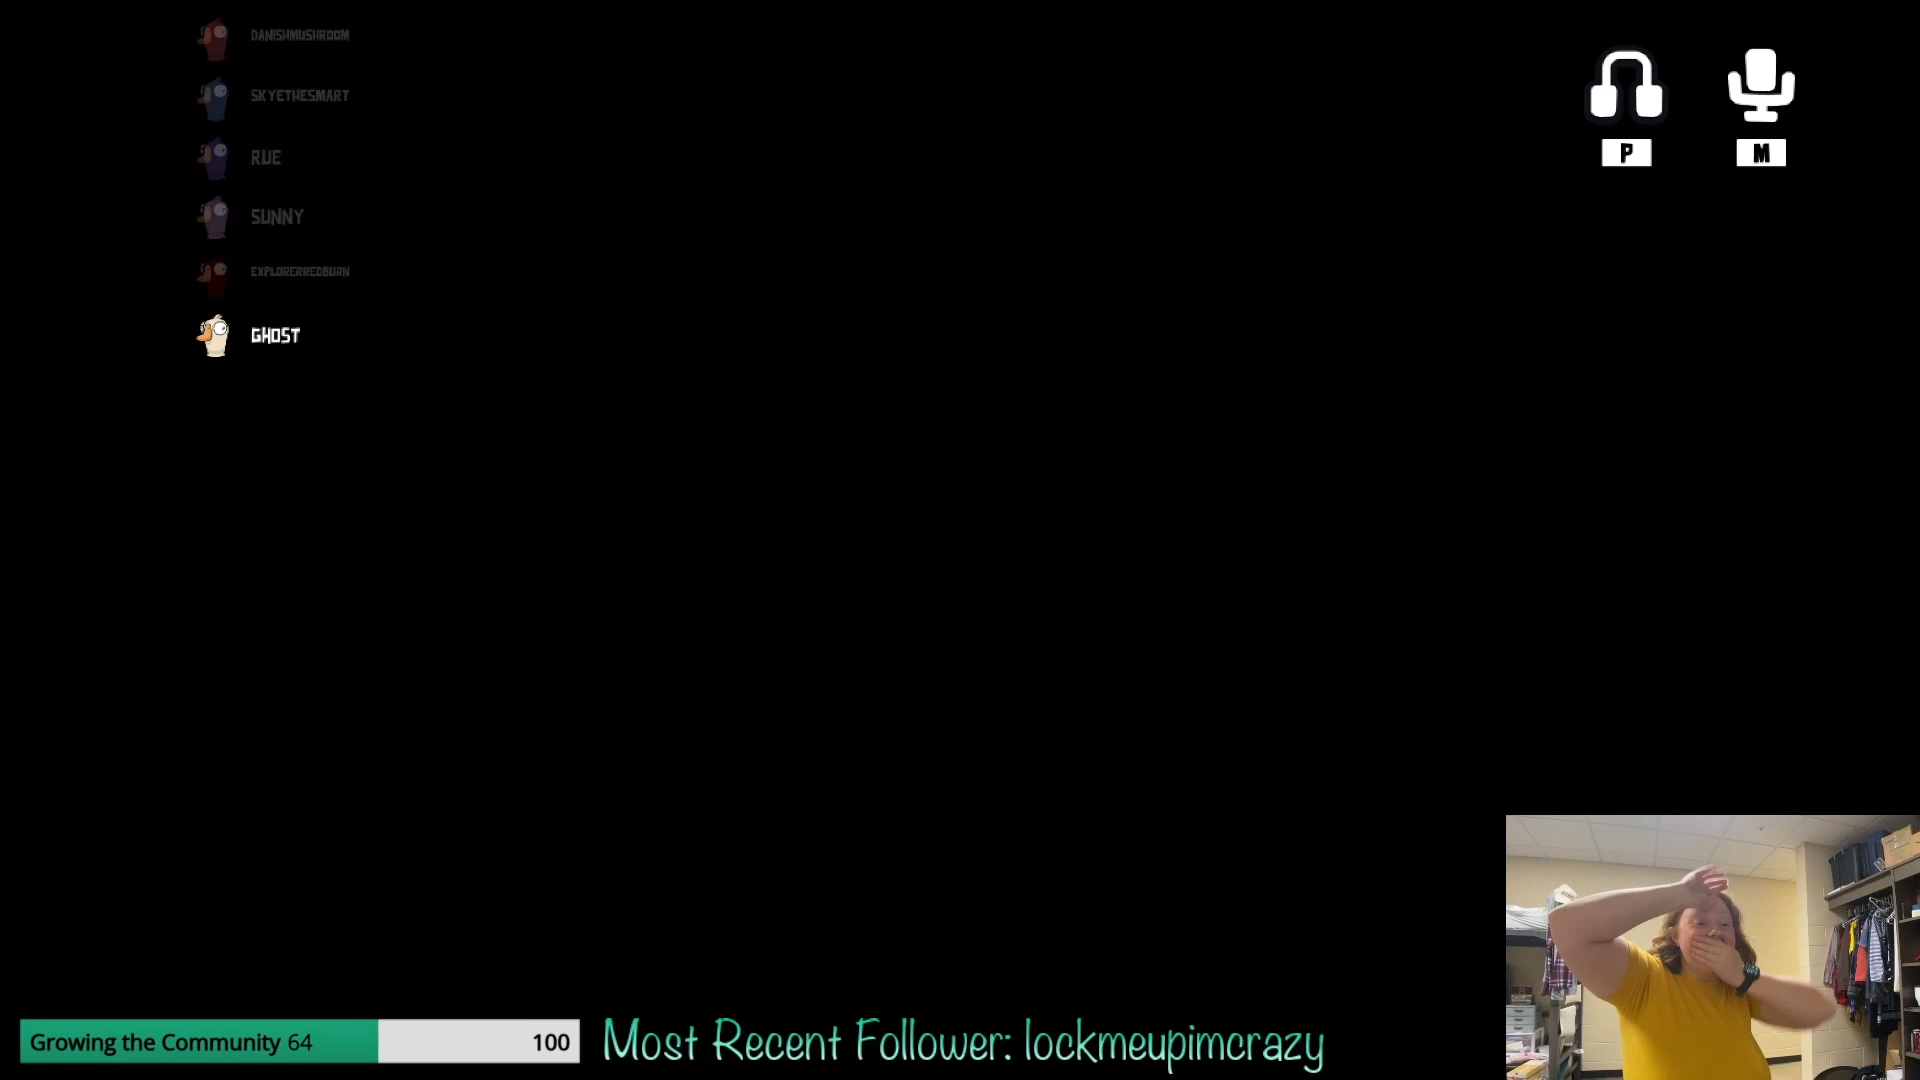 DANISHMUSHROOM
SKYETHESMART
RUE
SUNNY
EXPLORERREDBURN
GHOST
P
M
Growing the Community 64
100
Most Recent Follower: lockmeupimcrazy